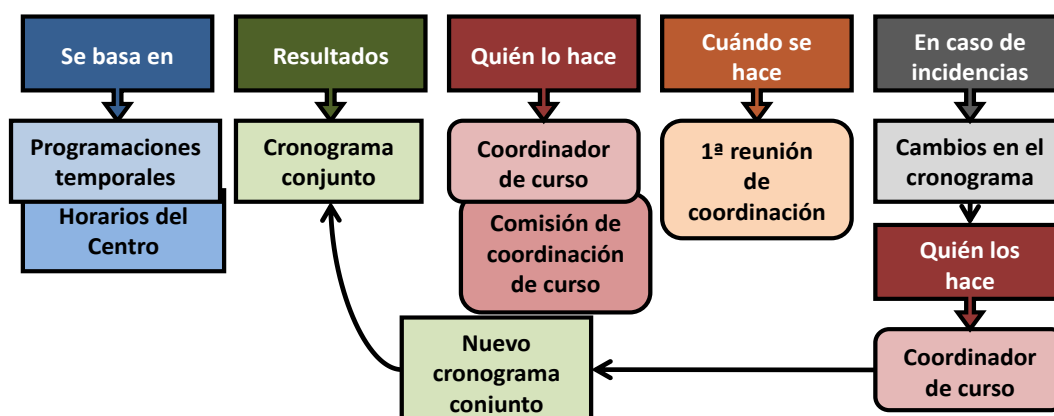 Se basa en
Resultados
Quién lo hace
Cuándo se
hace
En caso de
incidencias
Programaciones
temporales
Horarios del
Centro
Cronograma
conjunto
Coordinador
de curso
Comisión de
coordinación
de curso
1ª reunión
de
coordinación
Cambios en el
cronograma
Quién los
hace
Coordinador
de curso
Nuevo
cronograma
conjunto